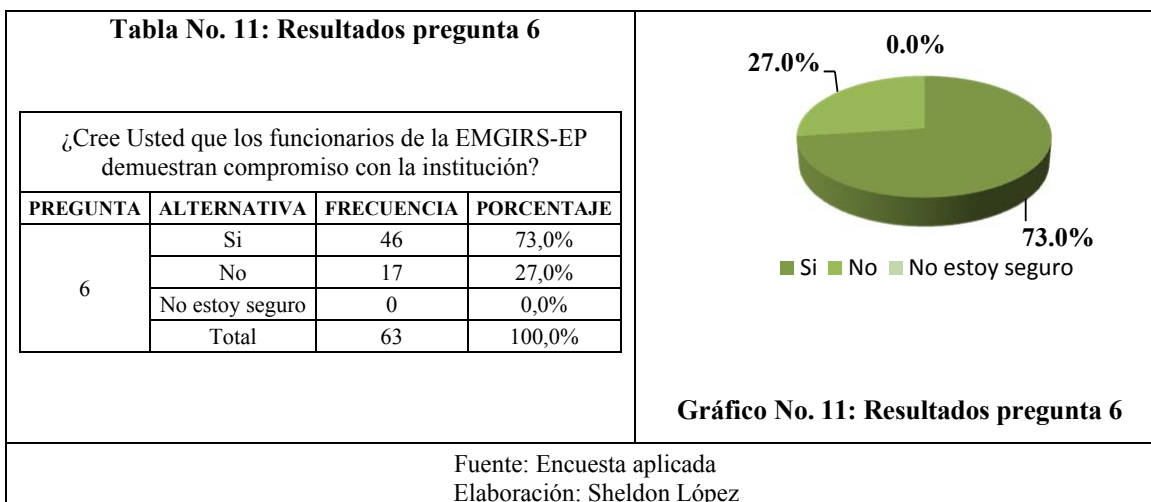 Tabla No. 11: Resultados pregunta 6
¿Cree Usted que los funcionarios de la EMGIRS-EP
demuestran compromiso con la institución?
PREGUNTA ALTERNATIVA FRECUENCIA PORCENTAJE
6
Si 46 73,0%
No 17 27,0%
No estoy seguro 0 0,0%
Total 63 100,0%
0.0%
27.0%
73.0%
Si No No estoy seguro
Gráfico No. 11: Resultados pregunta 6
Fuente: Encuesta aplicada
Elaboración: Sheldon López